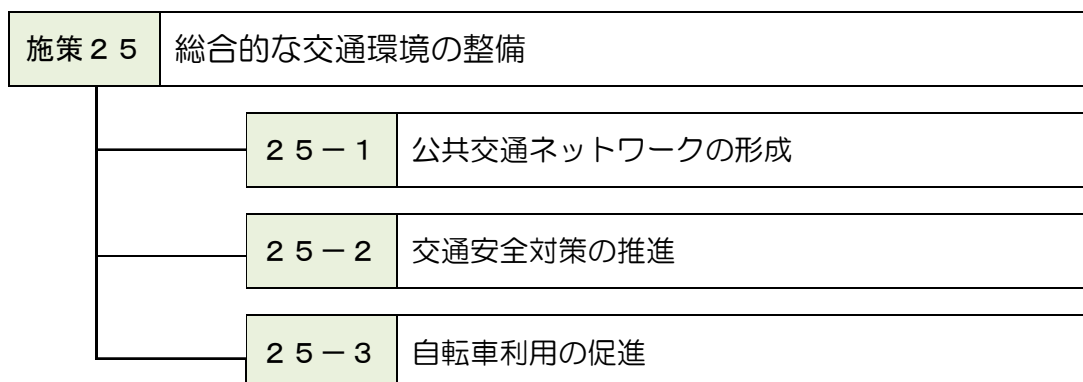 施策２５ 総合的な交通環境の整備
２５－１ 公共交通ネットワークの形成
２５－２ 交通安全対策の推進
２５－３ 自転車利用の促進